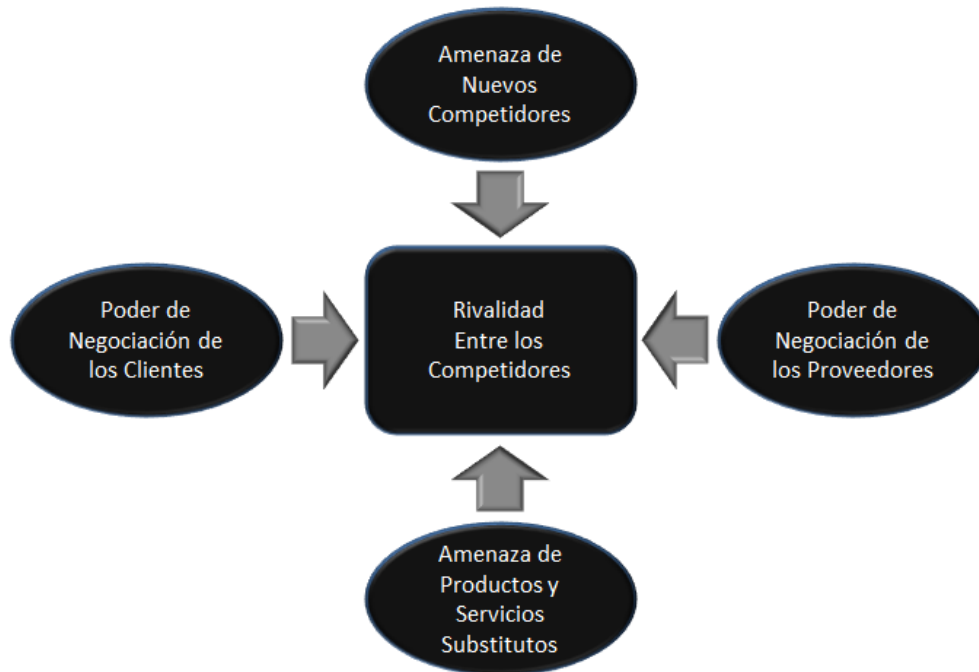 Amenaza de
Nuevos
Competidores
Poder de
Negociación de
los Clientes
Rivalidad
Entre los
Competidores
Poder de
Negociación de
los Proveedores
Amenaza de
Productos y
Servicios
Substitutos